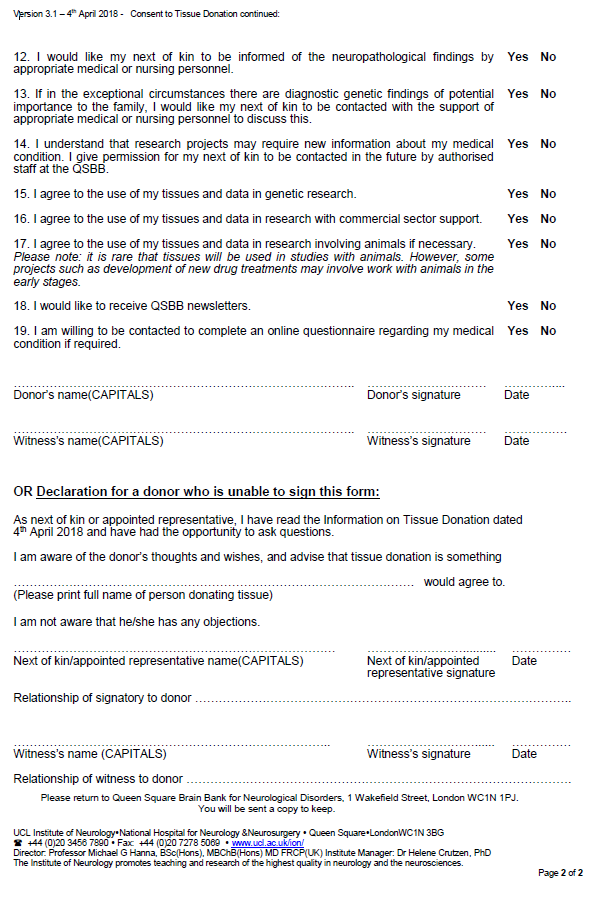 Version 3.1 – 4th April 2018 - Consent to Tissue Donation continued:
12. I would like my next of kin to be informed of the neuropathological findings by Yes No
appropriate medical or nursing personnel.
13. If in the exceptional circumstances there are diagnostic genetic findings of potential Yes No
importance to the family, I would like my next of kin to be contacted with the support of
appropriate medical or nursing personnel to discuss this.
14. I understand that research projects may require new information about my medical Yes No
condition. I give permission for my next of kin to be contacted in the future by authorised
staff at the QSBB.
15. I agree to the use of my tissues and data in genetic research. Yes No
16. I agree to the use of my tissues and data in research with commercial sector support. Yes No
17. I agree to the use of my tissues and data in research involving animals if necessary. Yes No
Please note: it is rare that tissues will be used in studies with animals. However, some
projects such as development of new drug treatments may involve work with animals in the
early stages.
18. I would like to receive QSBB newsletters. Yes No
19. I am willing to be contacted to complete an online questionnaire regarding my medical Yes No
condition if required.
………………………………………………………………………….. ……………………….. …………....
Donor's name(CAPITALS) Donor's signature Date
………………………………………………………………………….. ……………………….. ……………
Witness's name(CAPITALS) Witness's signature Date
OR Declaration for a donor who is unable to sign this form:
As next of kin or appointed representative, I have read the Information on Tissue Donation dated
4th April 2018 and have had the opportunity to ask questions.
I am aware of the donor's thoughts and wishes, and advise that tissue donation is something
……………………………………………………………………………………… would agree to.
(Please print full name of person donating tissue)
I am not aware that he/she has any objections.
……………………………………………………………………… ………………………........ ……………
Next of kin/appointed representative name(CAPITALS) Next of kin/appointed Date
representative signature
Relationship of signatory to donor ………………………………………………………………………………..
…………………………………………………………………….. ……………………...... ……………
Witness's name (CAPITALS) Witness's signature Date
Relationship of witness to donor ……………………………………………………………………………………
Please return to Queen Square Brain Bank for Neurological Disorders, 1 Wakefield Street, London WC1N 1PJ.
You will be sent a copy to keep.
UCL Institute of Neurology•National Hospital for Neurology &Neurosurgery • Queen Square•LondonWC1N 3BG
☎ +44 (0)20 3456 7890 • Fax: +44 (0)20 7278 5069 • www.ucl.ac.uk/ion/
Director: Professor Michael G Hanna, BSc(Hons), MBChB(Hons) MD FRCP(UK) Institute Manager: Dr Helene Crutzen, PhD
The Institute of Neurology promotes teaching and research of the highest quality in neurology and the neurosciences.
Page 2 of 2